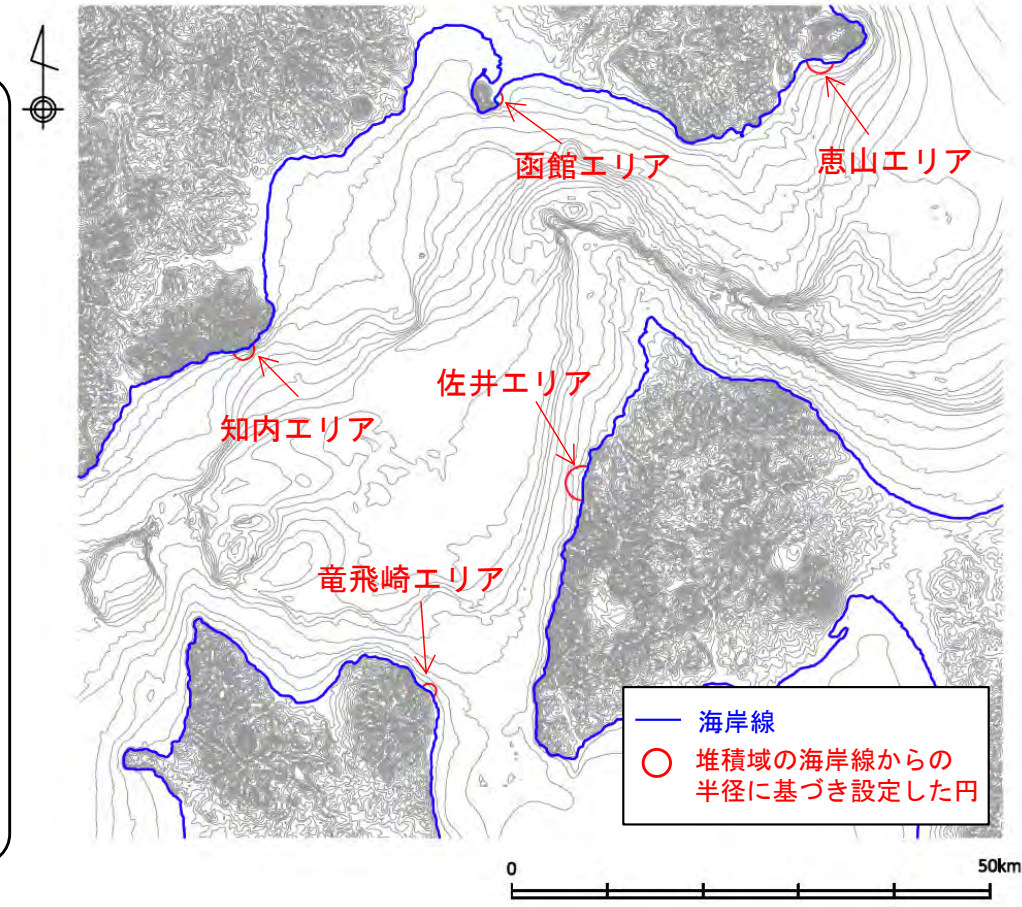 函館エリア
恵山エリア
佐井エリア
知内エリア
竜飛崎エリア
海岸線
堆積域の海岸線からの
半径に基づき設定した円
0
50km